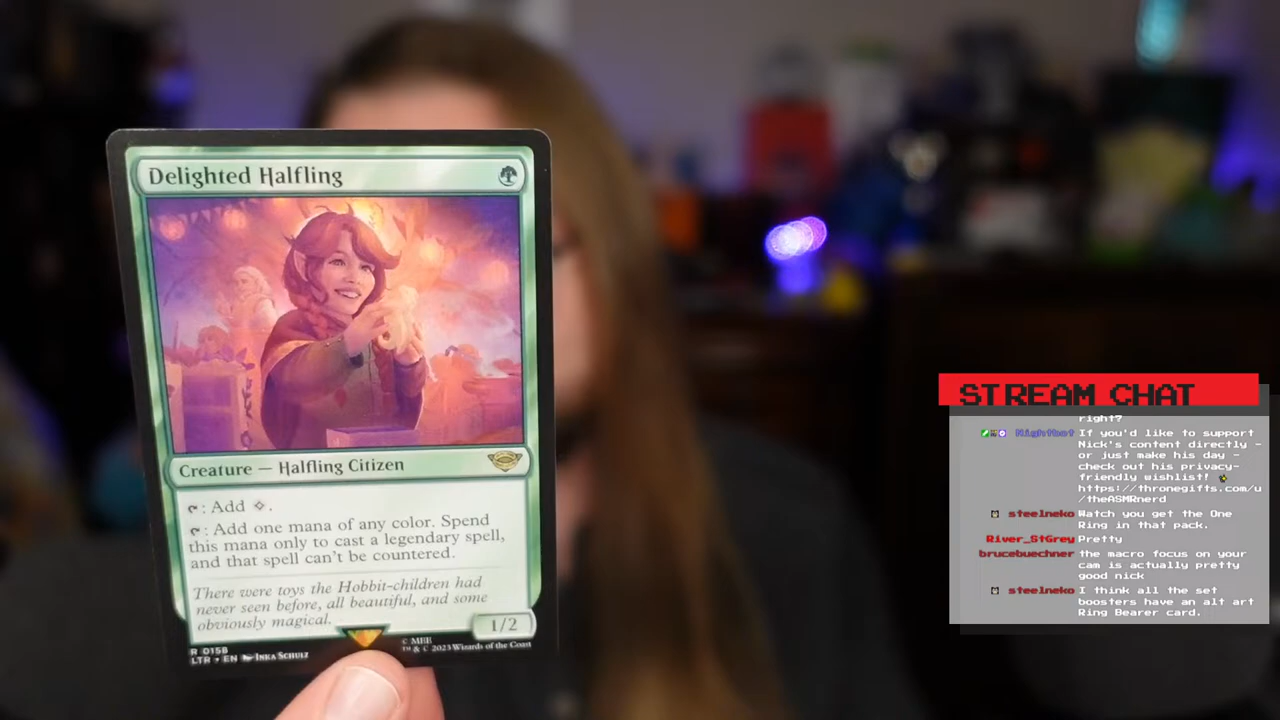 Delighted Halfling
Creature — Halfling Citizen
: Add .
: Add one mana of any color. Spend
this mana only to cast a legendary spell,
and that spell can't be countered.
There were toys the Hobbit-children had
never seen before, all beautiful, and some
obviously magical.
1/2
R 0158
LTR • EN Inka Schulz
© MEE
™ & © 2023 Wizards of the Coast
STREAM CHAT
right?
Nightbot If you'd like to support
Nick's content directly -
or just make his day -
check out his privacy-
friendly wishlist!
https://thronegifts.com/u
/theASMRnerd
steelneko Watch you get the One
Ring in that pack.
River_StGrey Pretty
brucebuechner the macro focus on your
cam is actually pretty
good nick
steelneko I think all the set
boosters have an alt art
Ring Bearer card.